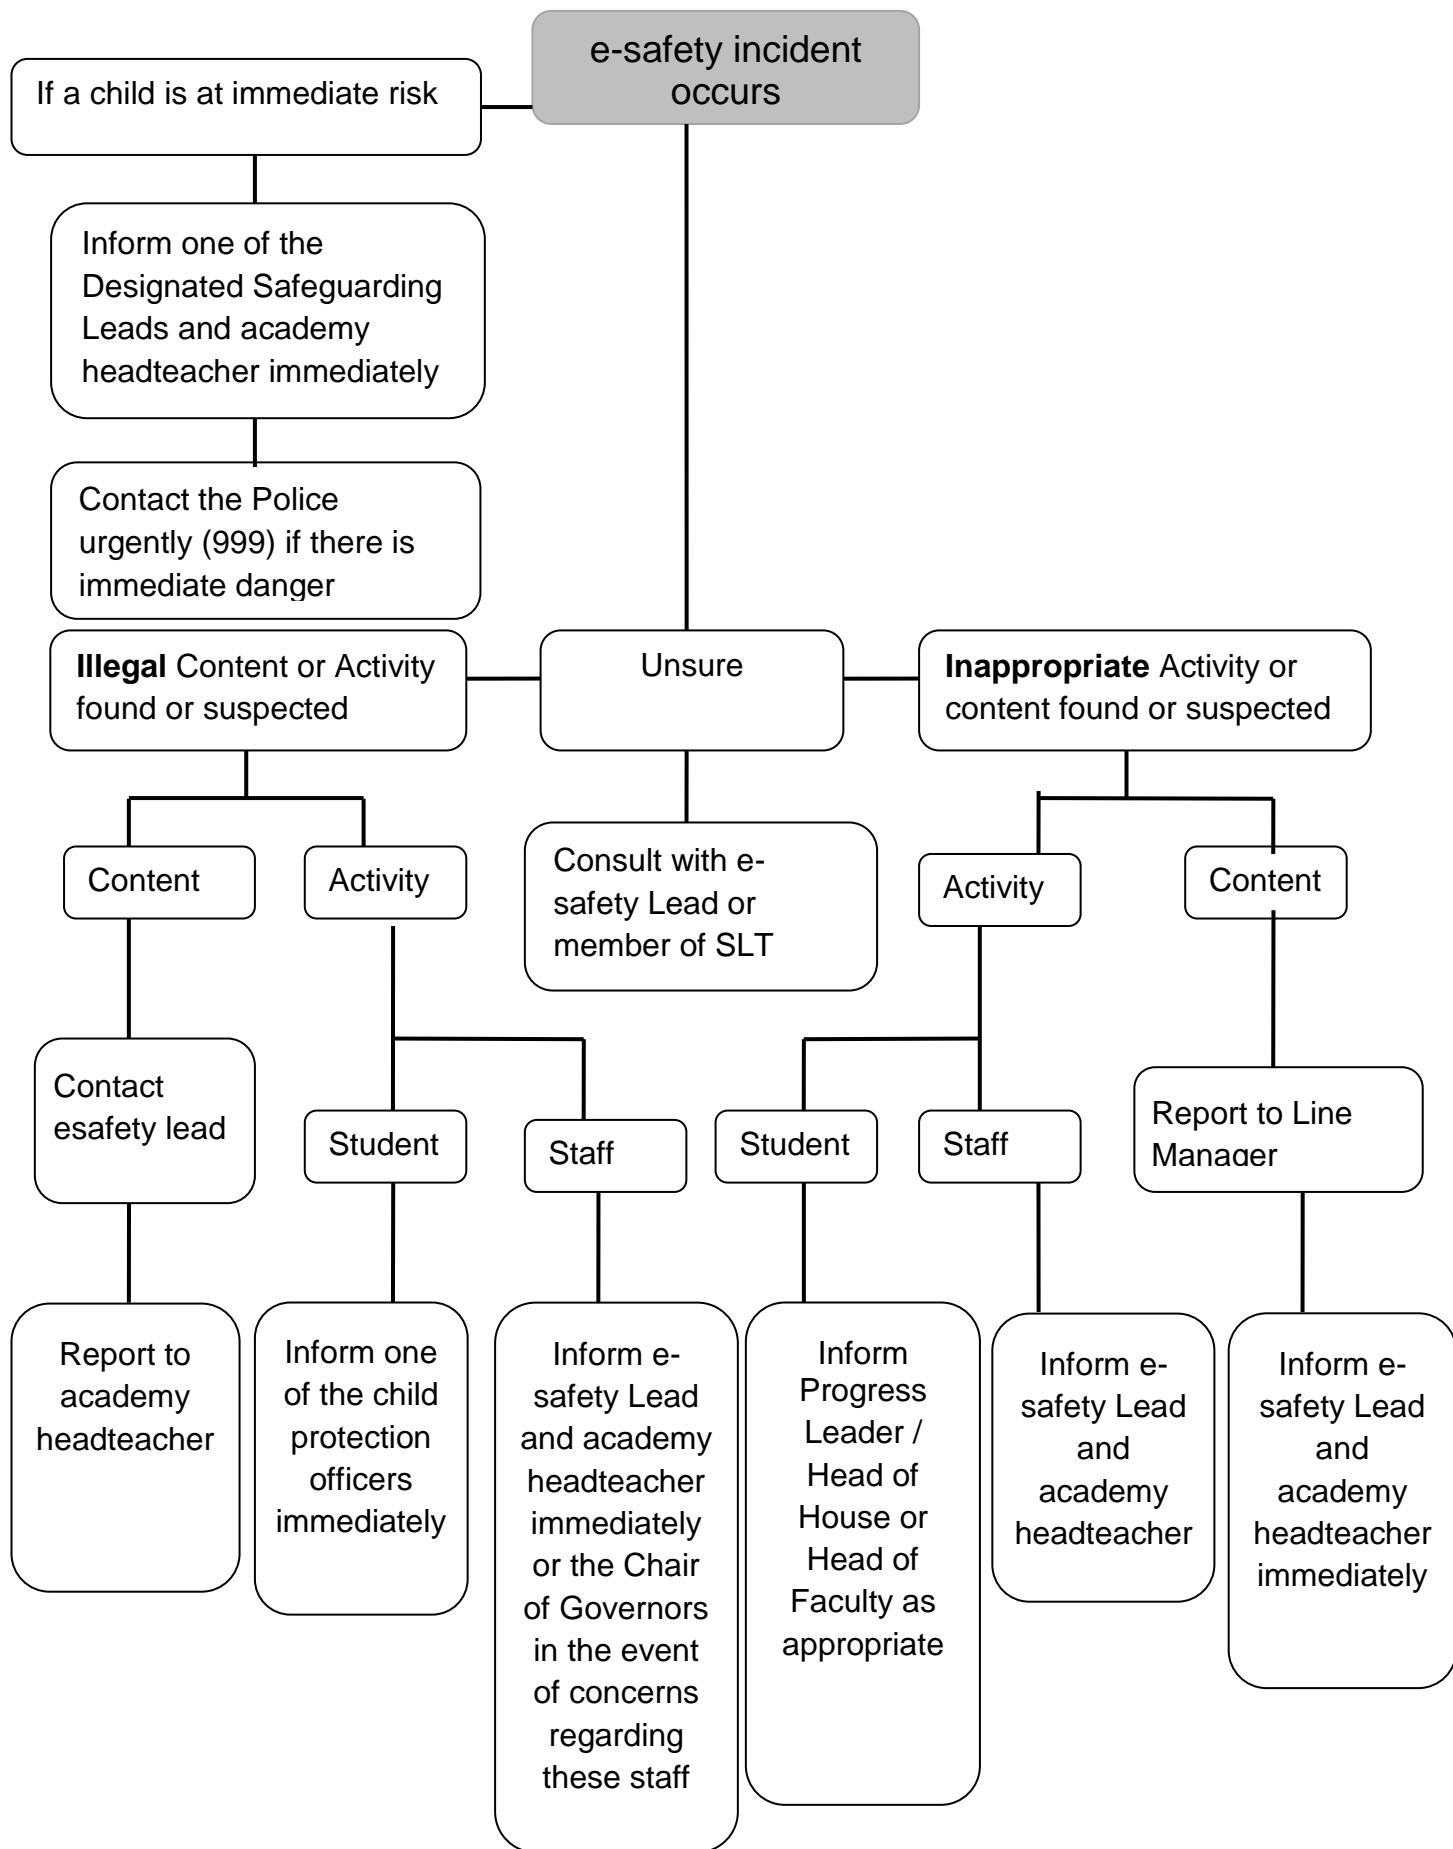 e-safety incident
occurs
If a child is at immediate risk
Inform one of the
Designated Safeguarding
Leads and academy
headteacher immediately
Contact the Police
urgently (999) if there is
immediate danger
Illegal Content or Activity
found or suspected
Unsure
Inappropriate Activity or
content found or suspected
Content
Activity
Consult with e-
safety Lead or
member of SLT
Activity
Content
Contact
esafety lead
Student
Staff
Student
Staff
Report to Line
Manager
Report to
academy
headteacher
Inform one
of the child
protection
officers
immediately
Inform e-
safety Lead
and academy
headteacher
immediately
or the Chair
of Governors
in the event
of concerns
regarding
these staff
Inform
Progress
Leader /
Head of
House or
Head of
Faculty as
appropriate
Inform e-
safety Lead
and
academy
headteacher
Inform e-
safety Lead
and
academy
headteacher
immediately